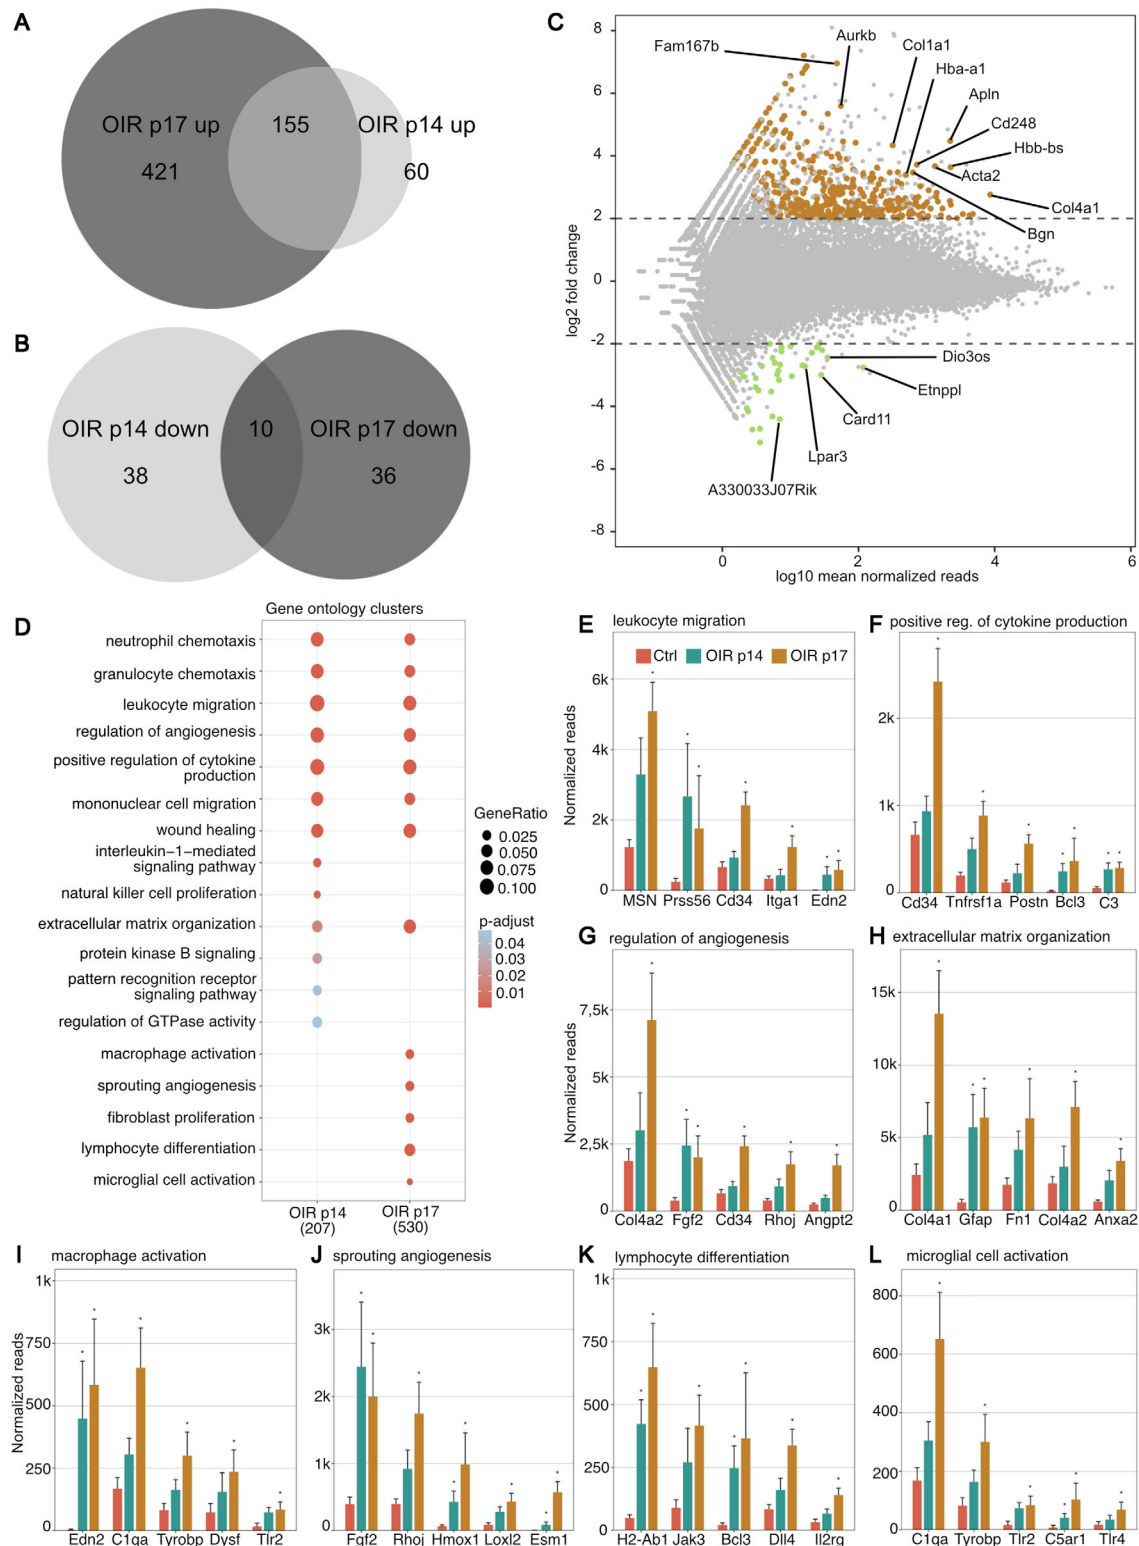 A
OIR p17 up
155
OIR p14 up
421
60
B
OIR p14 down
10
OIR p17 down
38
36
C
log2 fold change
8
6
4
2
0
-2
-4
-6
-8
Fam167b
Aurkb
Col1a1
Hba-a1
Apln
Cd248
Hbb-bs
Acta2
Col4a1
Bgn
Dio3os
Etnppl
Card11
Lpar3
A330033J07Rik
0
2
4
6
log10 mean normalized reads
D
Gene ontology clusters
neutrophil chemotaxis
granulocyte chemotaxis
leukocyte migration
regulation of angiogenesis
positive regulation of cytokine
production
mononuclear cell migration
wound healing
interleukin−1−mediated
signaling pathway
natural killer cell proliferation
extracellular matrix organization
protein kinase B signaling
pattern recognition receptor
signaling pathway
regulation of GTPase activity
macrophage activation
sprouting angiogenesis
fibroblast proliferation
lymphocyte differentiation
microglial cell activation
OIR p14
(207)
OIR p17
(530)
GeneRatio
0.025
0.050
0.075
0.100
p-adjust
0.04
0.03
0.02
0.01
E
leukocyte migration
Ctrl
OIR p14
OIR p17
Normalized reads
6k
4k
2k
0
MSN Prss56 Cd34 Itga1 Edn2
F
positive reg. of cytokine production
2k
1k
0
Cd34 Tnfrsf1a Postn Bcl3 C3
G
regulation of angiogenesis
Normalized reads
7,5k
5k
2,5k
0
Col4a2 Fgf2 Cd34 Rhoj Angpt2
H
extracellular matrix organization
15k
10k
5k
0
Col4a1 Gfap Fn1 Col4a2 Anxa2
I
macrophage activation
Normalized reads
1k
750
500
250
0
Edn2 C1qa Tyrobp Dysf Tlr2
J
sprouting angiogenesis
3k
2k
1k
0
Fgf2 Rhoj Hmox1 Loxl2 Esm1
K
lymphocyte differentiation
1k
750
500
250
0
H2-Ab1 Jak3 Bcl3 Dll4 Il2rg
L
microglial cell activation
800
600
400
200
0
C1qa Tyrobp Tlr2 C5ar1 Tlr4